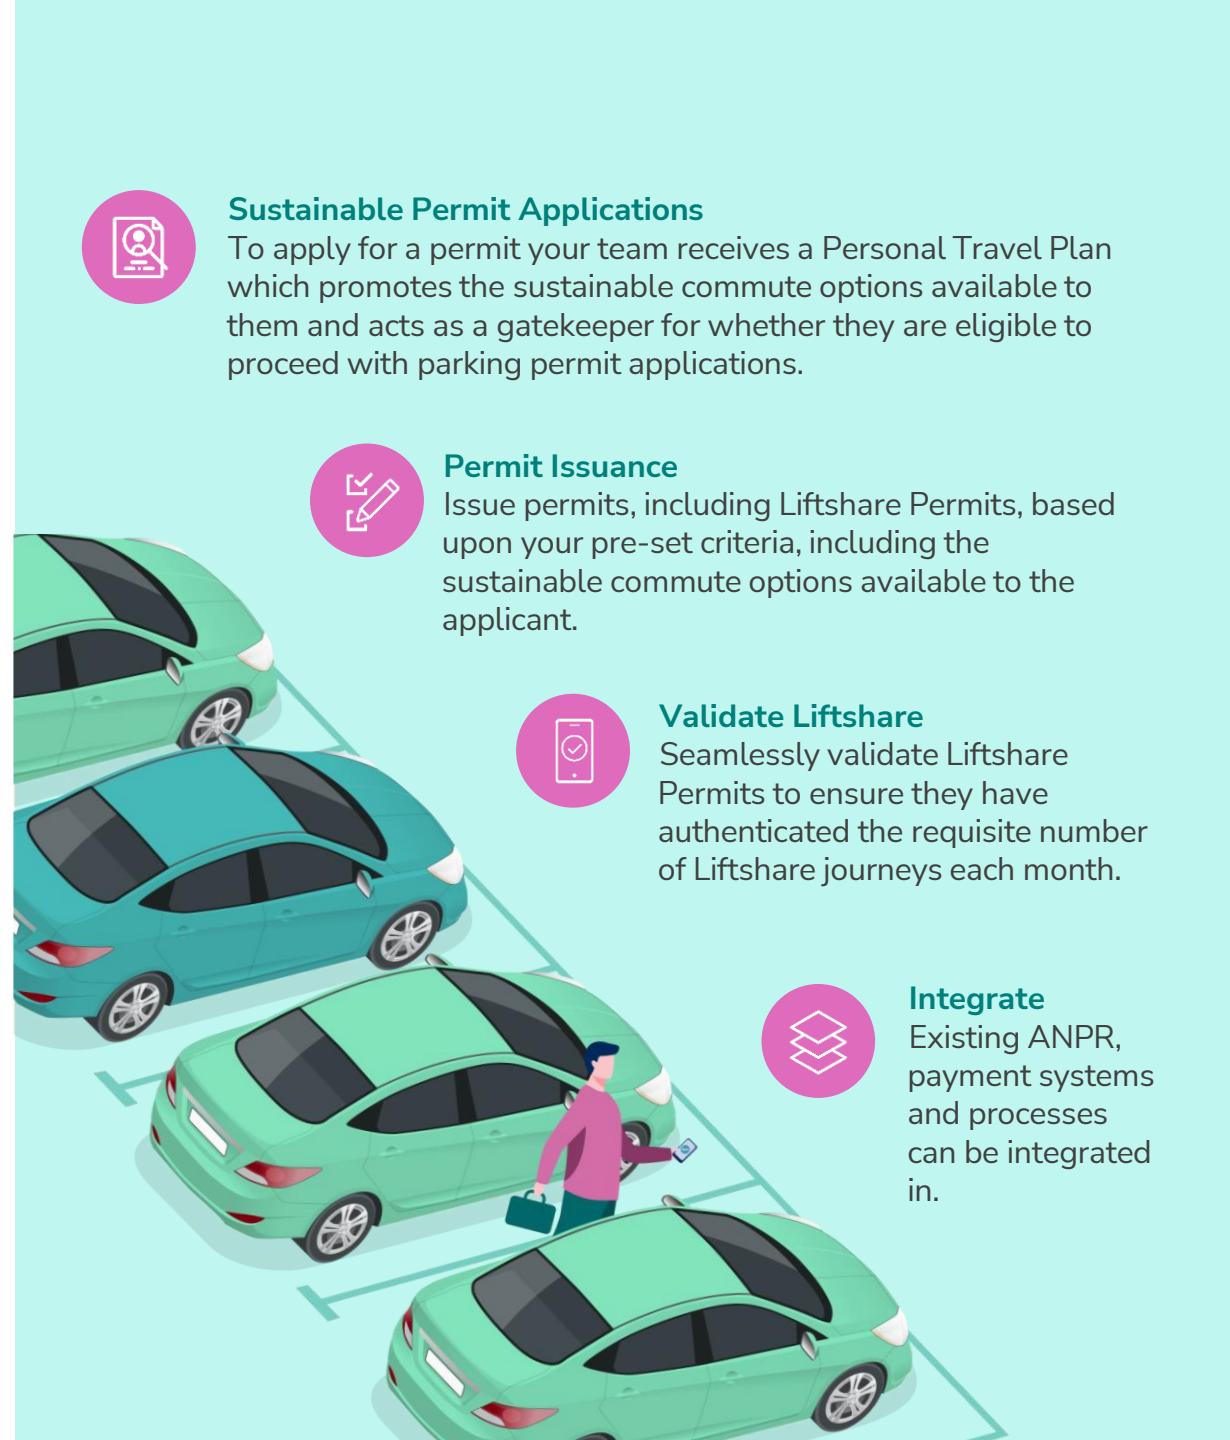 Sustainable Permit Applications
To apply for a permit your team receives a Personal Travel Plan
which promotes the sustainable commute options available to
them and acts as a gatekeeper for whether they are eligible to
proceed with parking permit applications.
Permit Issuance
Issue permits, including Liftshare Permits, based
upon your pre-set criteria, including the
sustainable commute options available to the
applicant.
Validate Liftshare
Seamlessly validate Liftshare
Permits to ensure they have
authenticated the requisite number
of Liftshare journeys each month.
Integrate
Existing ANPR,
payment systems
and processes
can be integrated
in.